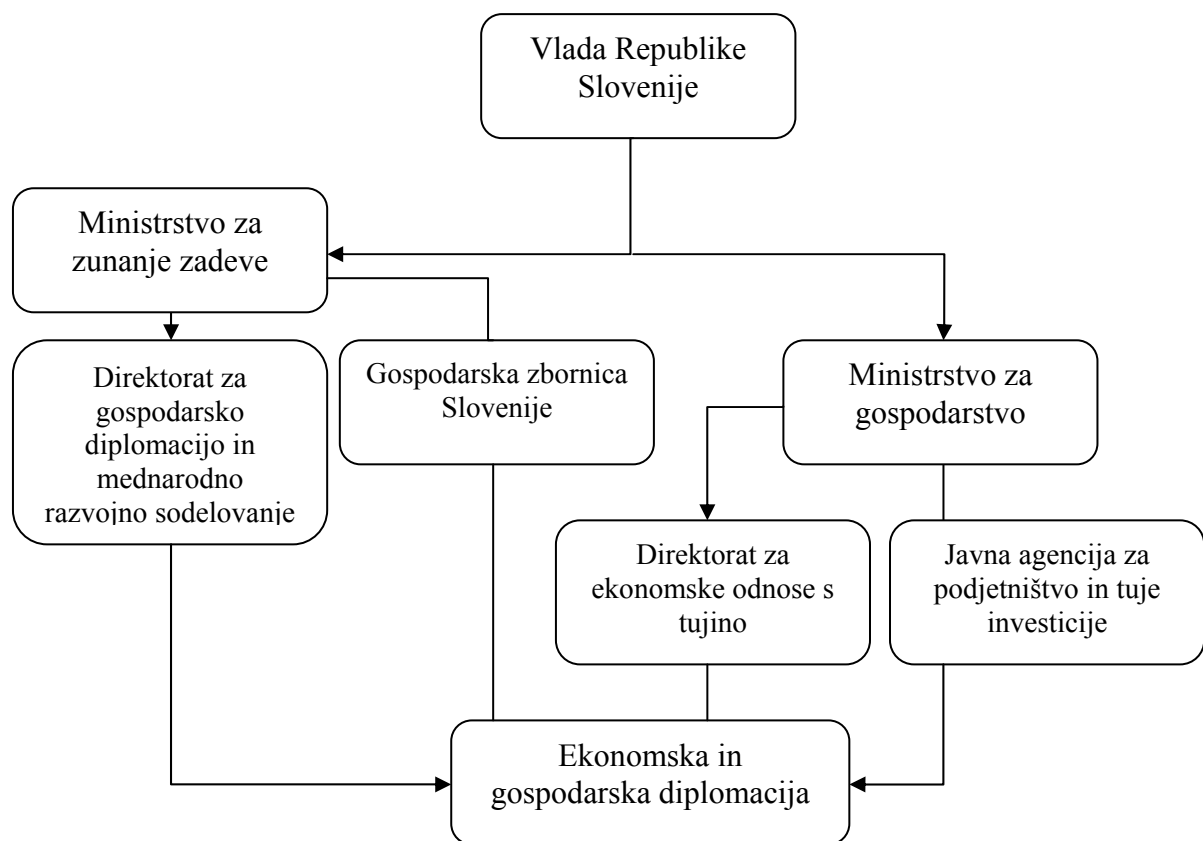 Vlada Republike
Slovenije
Ministrstvo za
zunanje zadeve
Direktorat za
gospodarsko
diplomacijo in
mednarodno
razvojno sodelovanje
Gospodarska zbornica
Slovenije
Ministrstvo za
gospodarstvo
Direktorat za
ekonomske odnose s
tujino
Javna agencija za
podjetništvo in tuje
investicije
Ekonomska in
gospodarska diplomacija